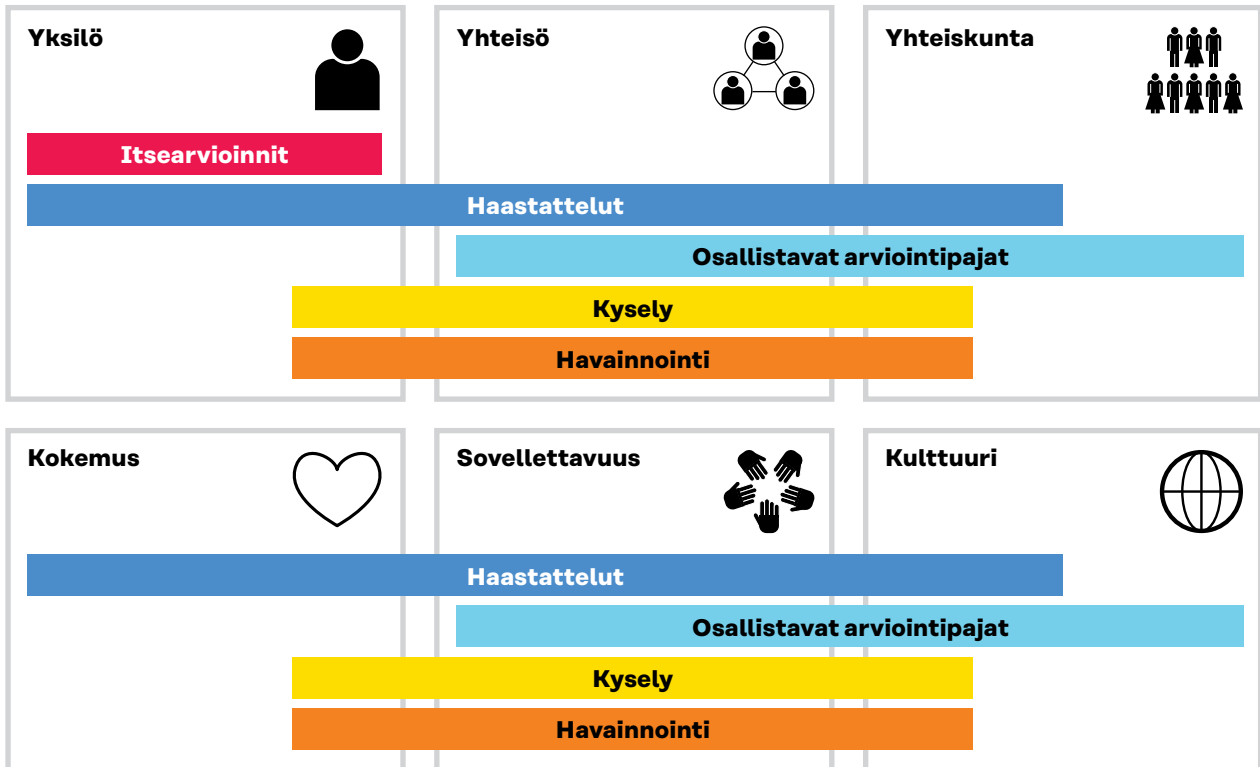 Yksilö
Yhteisö
Yhteiskunta
Itsearvioinnit
Haastattelut
Osallistavat arviointipajat
Kysely
Havainnointi
Kokemus
Sovellettavuus
Kulttuuri
Haastattelut
Osallistavat arviointipajat
Kysely
Havainnointi